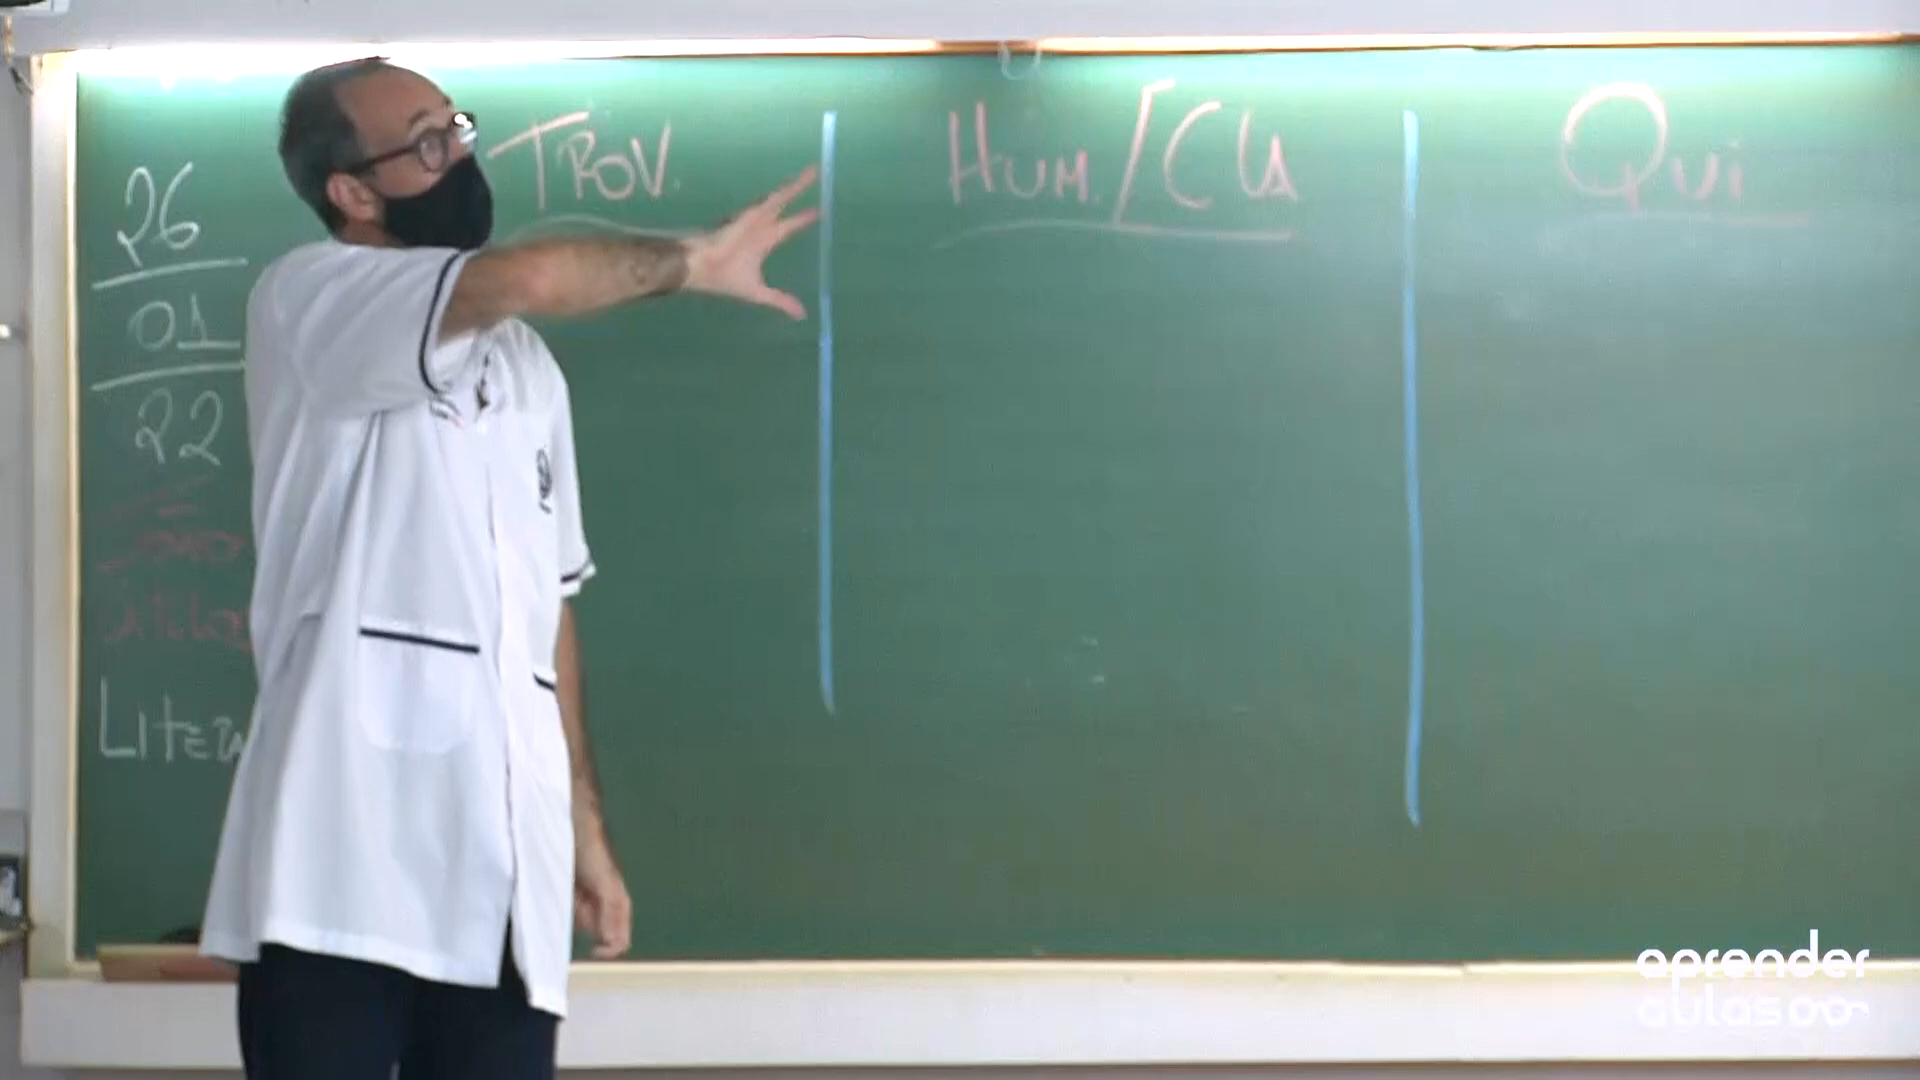 26
01
22
TROV.
HUM./CLA
QUI
LITERA
aprender
aulas